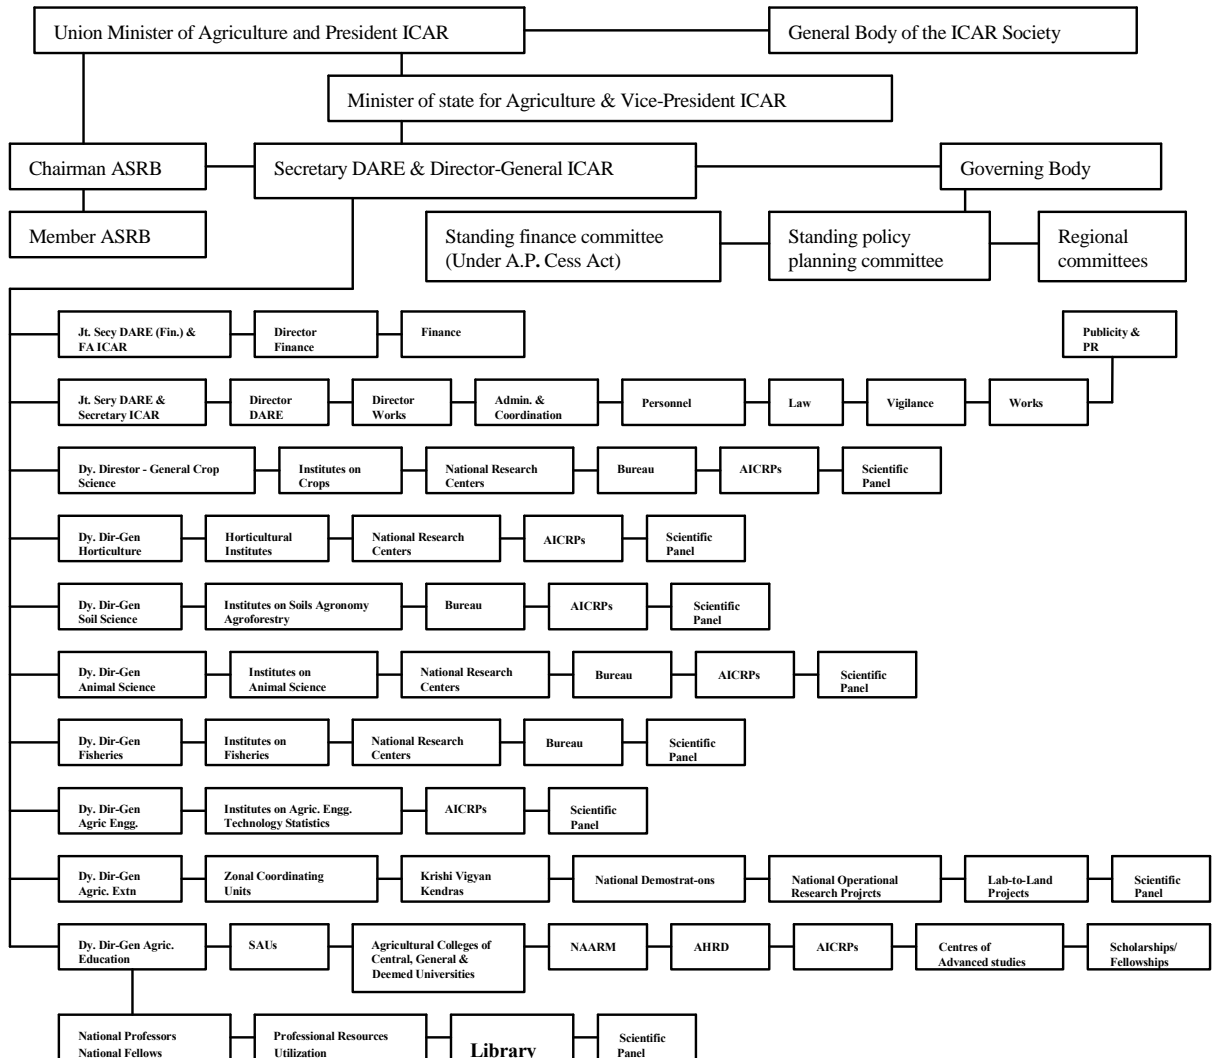 Union Minister of Agriculture and President ICAR
General Body of the ICAR Society
Minister of state for Agriculture & Vice-President ICAR
Chairman ASRB
Secretary DARE & Director-General ICAR
Governing Body
Member ASRB
Standing finance committee
(Under A.P. Cess Act)
Standing policy
planning committee
Regional
committees
Jt. Secy DARE (Fin.) &
FA ICAR
Director
Finance
Finance
Publicity &
PR
Jt. Sery DARE &
Secretary ICAR
Director
DARE
Director
Works
Admin. &
Coordination
Personnel
Law
Vigilance
Works
Dy. Direstor - General Crop
Science
Institutes on
Crops
National Research
Centers
Bureau
AICRPs
Scientific
Panel
Dy. Dir-Gen
Horticulture
Horticultural
Institutes
National Research
Centers
AICRPs
Scientific
Panel
Dy. Dir-Gen
Soil Science
Institutes on Soils Agronomy
Agroforestry
Bureau
AICRPs
Scientific
Panel
Dy. Dir-Gen
Animal Science
Institutes on
Animal Science
National Research
Centers
Bureau
AICRPs
Scientific
Panel
Dy. Dir-Gen
Fisheries
Institutes on
Fisheries
National Research
Centers
Bureau
Scientific
Panel
Dy. Dir-Gen
Agric Engg.
Institutes on Agric. Engg.
Technology Statistics
AICRPs
Scientific
Panel
Dy. Dir-Gen
Agric. Extn
Zonal Coordinating
Units
Krishi Vigyan
Kendras
National Demostrat-ons
National Operational
Research Projrcts
Lab-to-Land
Projects
Scientific
Panel
Dy. Dir-Gen Agric.
Education
SAUs
Agricultural Colleges of
Central, General &
Deemed Universities
NAARM
AHRD
AICRPs
Centres of
Advanced studies
Scholarships/
Fellowships
National Professors
National Fellows
Professional Resources
Utilization
Library
Scientific
Panel